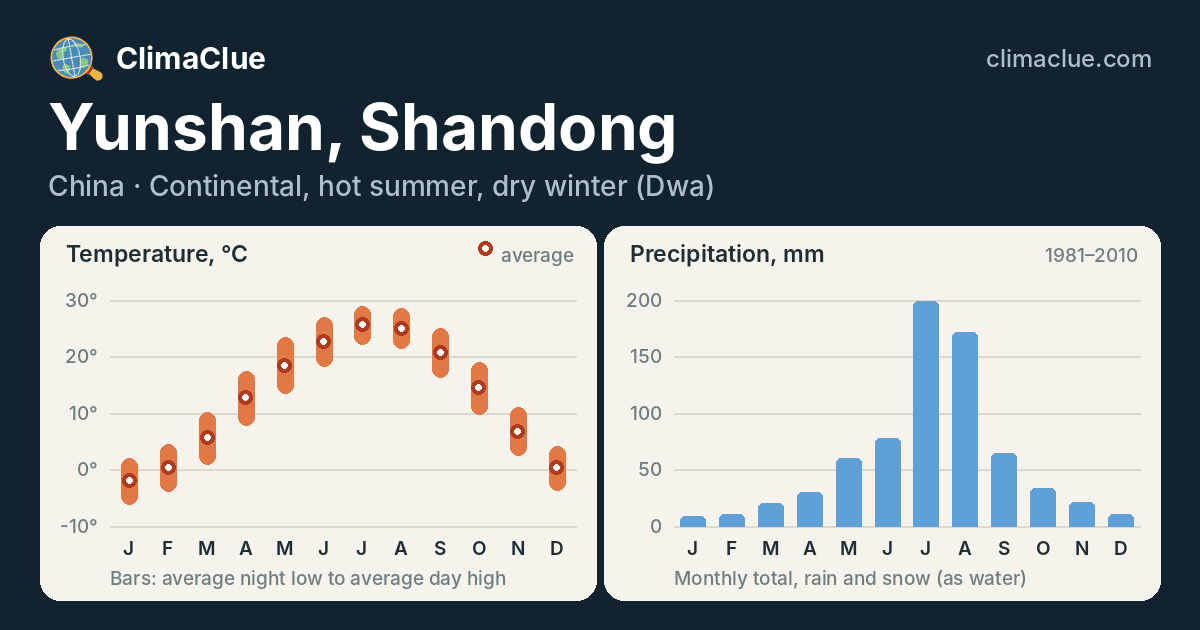 ClimaClue
climaclue.com
Yunshan, Shandong
China · Continental, hot summer, dry winter (Dwa)
Temperature, °C
average
30°
20°
10°
0°
-10°
J F M A M J J A S O N D
Bars: average night low to average day high
Precipitation, mm
1981–2010
200
150
100
50
0
J F M A M J J A S O N D
Monthly total, rain and snow (as water)